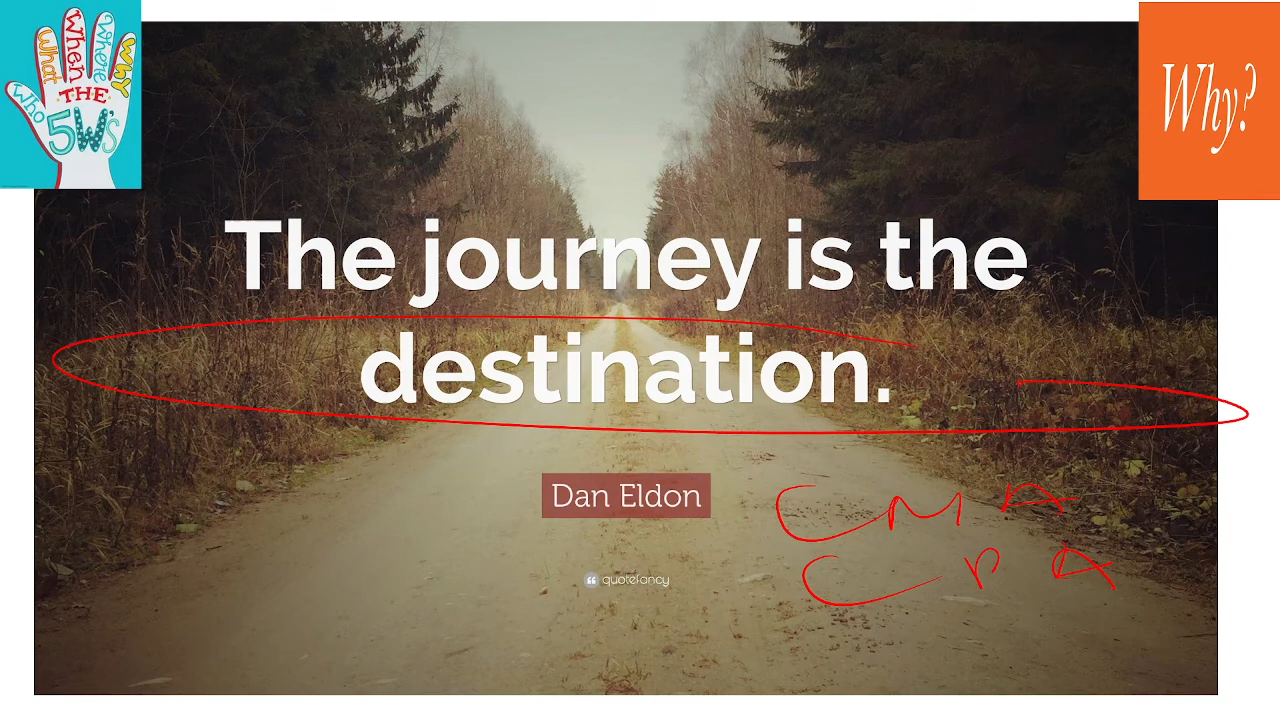 Who What When Where Why
THE
5W's
Why?
The journey is the
destination.
Dan Eldon
quotefancy
CMA
CPA